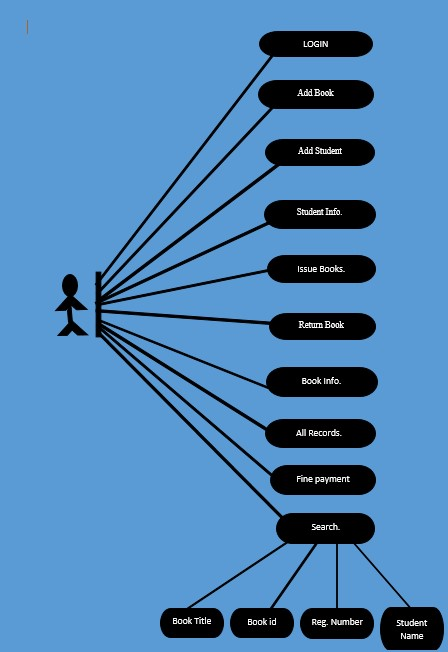 LOGIN
Add Book
Add Student
Student Info.
Issue Books.
Return Book
Book Info.
All Records.
Fine payment
Search.
Book Title
Book id
Reg. Number
Student
Name